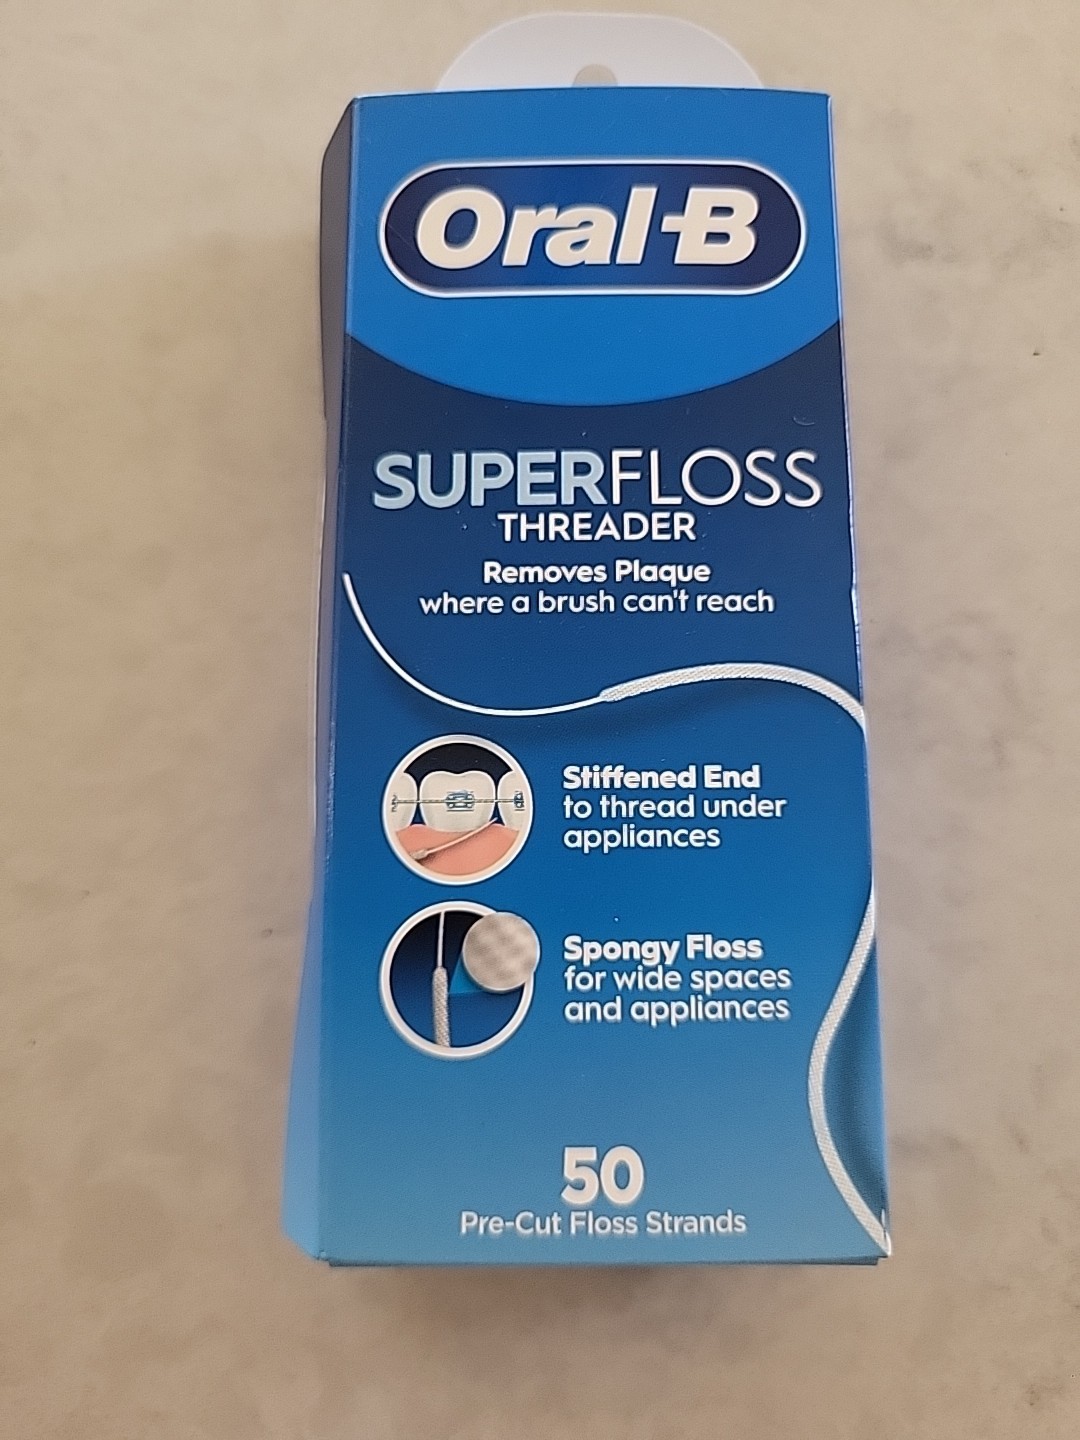 Oral-B
SUPERFLOSS
THREADER
Removes Plaque
where a brush can't reach
Stiffened End
to thread under
appliances
Spongy Floss
for wide spaces
and appliances
50
Pre-Cut Floss Strands